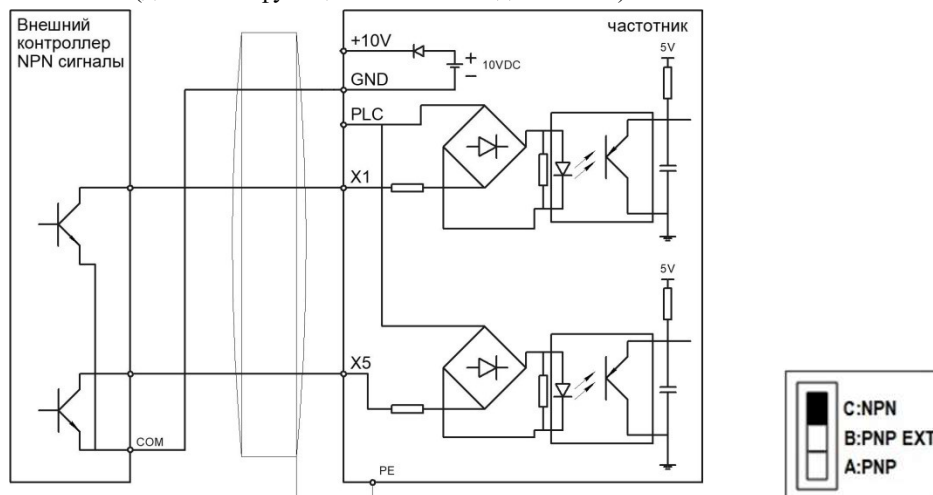 Внешний
контроллер
NPN сигналы
частотник
+10V
+
−
10VDC
5V
GND
PLC
X1
5V
X5
COM
PE
C:NPN
B:PNP EXT
A:PNP